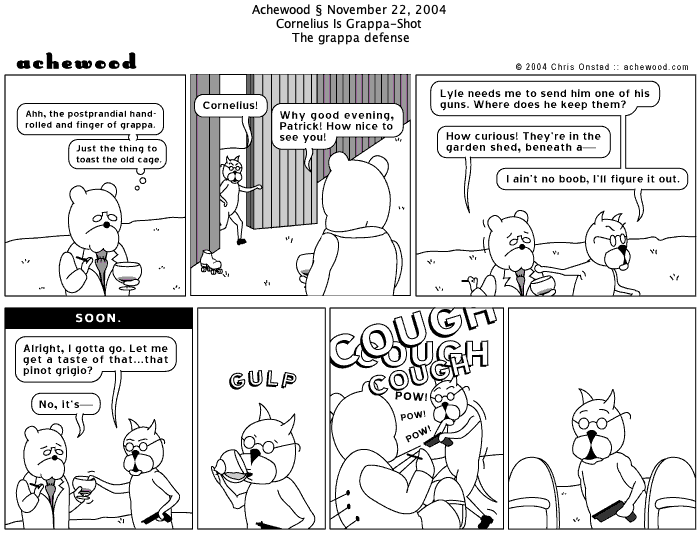 Achewood § November 22, 2004
Cornelius Is Grappa-Shot
The grappa defense
achewood
© 2004 Chris Onstad :: achewood.com
Ahh, the postprandial hand-
rolled and finger of grappa.
Just the thing to
toast the old cage.
Cornelius!
Why good evening,
Patrick! How nice to
see you!
Lyle needs me to send him one of his
guns. Where does he keep them?
How curious! They're in the
garden shed, beneath a—
I ain't no boob, I'll figure it out.
SOON.
Alright, I gotta go. Let me
get a taste of that...that
pinot grigio?
No, it's—
GULP
COUGH
COUGH
COUGH
POW!
POW!
POW!